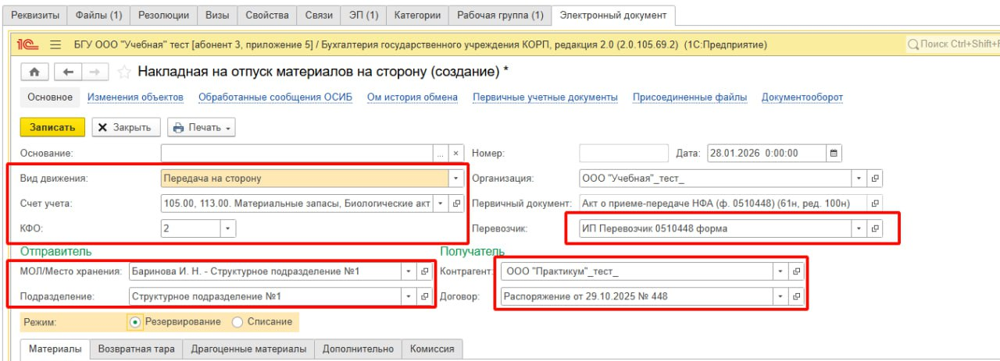 Реквизиты Файлы (1) Резолюции Визы Свойства Связи ЭП (1) Категории Рабочая группа (1) Электронный документ
1С БГУ ООО "Учебная" тест [абонент 3, приложение 5] / Бухгалтерия государственного учреждения КОРП, редакция 2.0 (2.0.105.69.2) (1С:Предприятие) Поиск Ctrl+Shift+F
Накладная на отпуск материалов на сторону (создание) *
Основное Изменения объектов Обработанные сообщения ОСИБ Ом история обмена Первичные учетные документы Присоединенные файлы Документооборот
Записать Закрыть Печать
Основание: ... × Номер: Дата: 28.01.2026 0:00:00
Вид движения: Передача на сторону Организация: ООО "Учебная"_тест_
Счет учета: 105.00, 113.00. Материальные запасы, Биологические акт Первичный документ: Акт о приеме-передаче НФА (ф. 0510448) (61н, ред. 100н)
КФО: 2 Перевозчик: ИП Перевозчик 0510448 форма
Отправитель Получатель
МОЛ/Место хранения: Баринова И. Н. - Структурное подразделение №1 Контрагент: ООО "Практикум"_тест_
Подразделение: Структурное подразделение №1 Договор: Распоряжение от 29.10.2025 № 448
Режим: Резервирование Списание
Материалы Возвратная тара Драгоценные материалы Дополнительно Комиссия